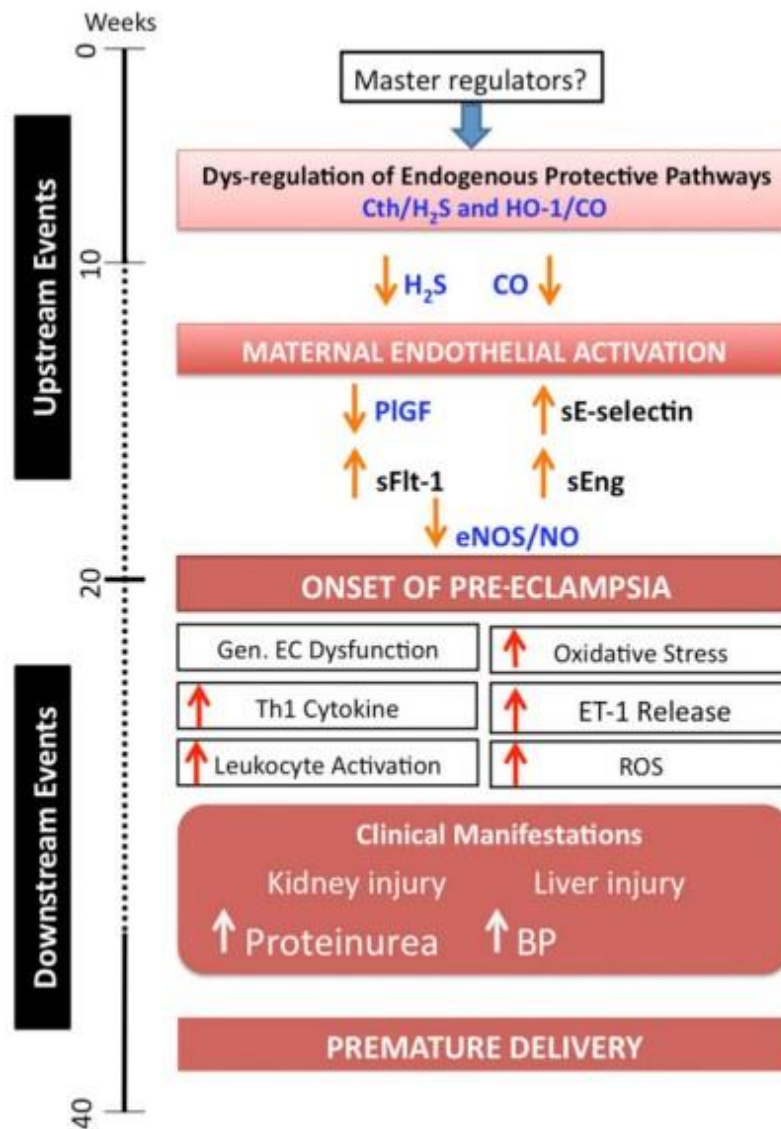 Weeks
0
Master regulators?
Dys-regulation of Endogenous Protective Pathways
Cth/H₂S and HO-1/CO
10
H₂S CO
MATERNAL ENDOTHELIAL ACTIVATION
Upstream Events
PlGF sE-selectin
sFlt-1 sEng
eNOS/NO
20
ONSET OF PRE-ECLAMPSIA
Gen. EC Dysfunction Oxidative Stress
Th1 Cytokine ET-1 Release
Leukocyte Activation ROS
Downstream Events
Clinical Manifestations
Kidney injury Liver injury
Proteinurea BP
PREMATURE DELIVERY
40